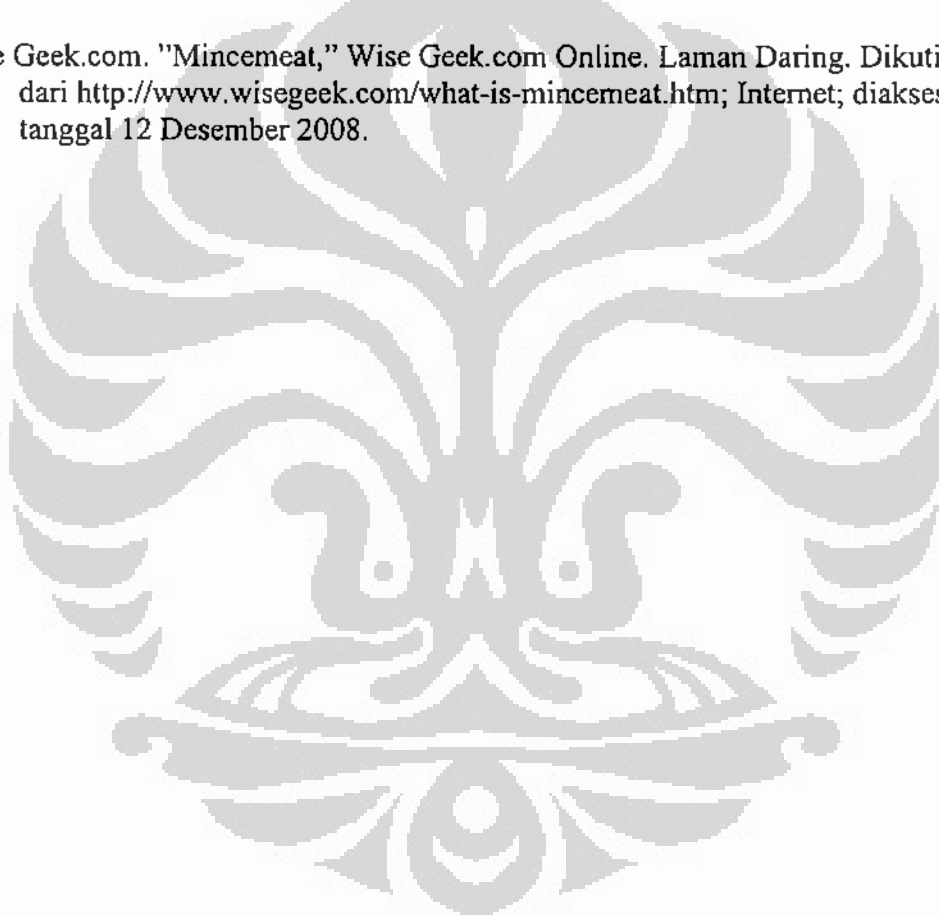 Geek.com. ”Mincemeat,” Wise Geek.com Online. Laman Daring. Dikuti
dari http://www.wisegeek.com/what-is-mincemeat.htm; Internet; diakses
tanggal 12 Desember 2008.